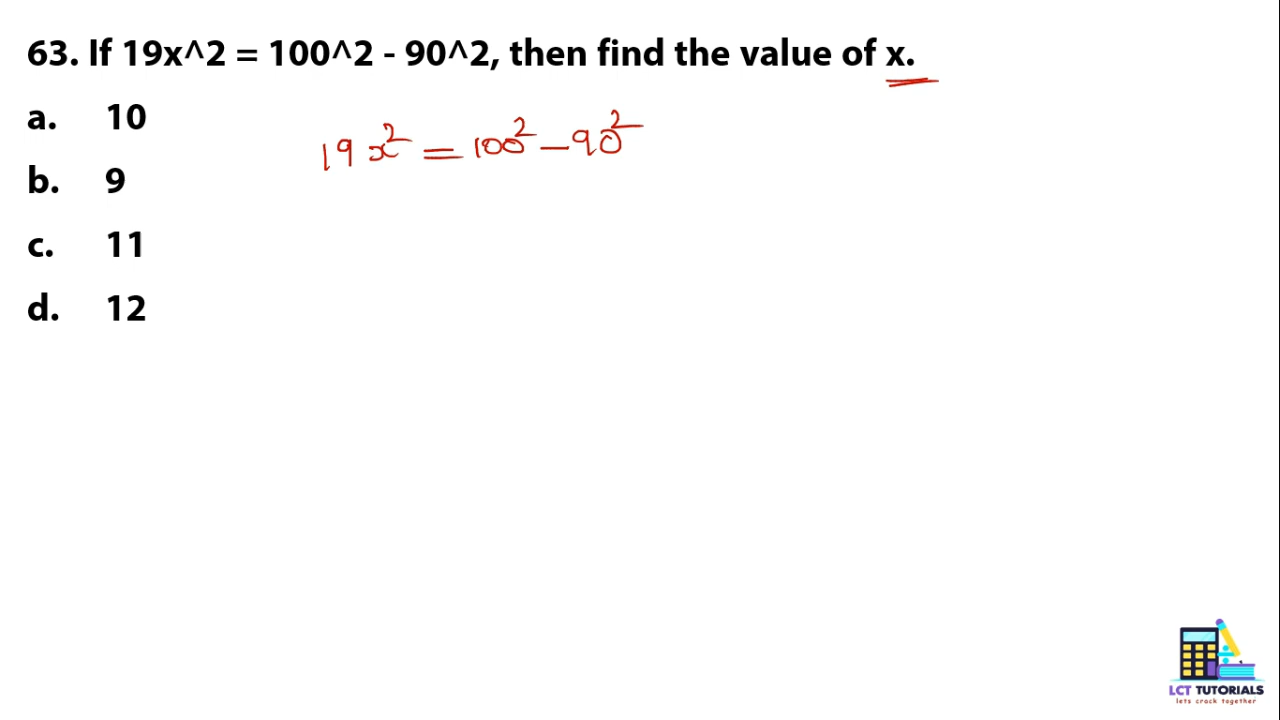 63. If 19x^2 = 100^2 - 90^2, then find the value of x.
a. 10
19x² = 100² - 90²
b. 9
c. 11
d. 12
LCT TUTORIALS
lets crack together